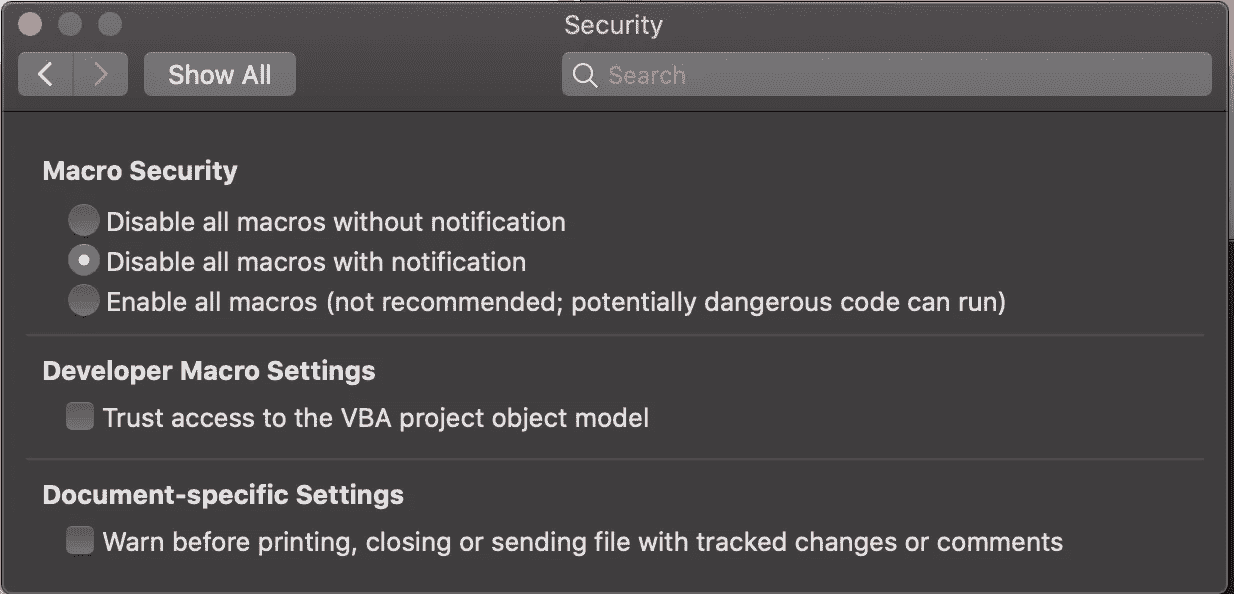 Security
Show All
Search
Macro Security
Disable all macros without notification
Disable all macros with notification
Enable all macros (not recommended; potentially dangerous code can run)
Developer Macro Settings
Trust access to the VBA project object model
Document-specific Settings
Warn before printing, closing or sending file with tracked changes or comments